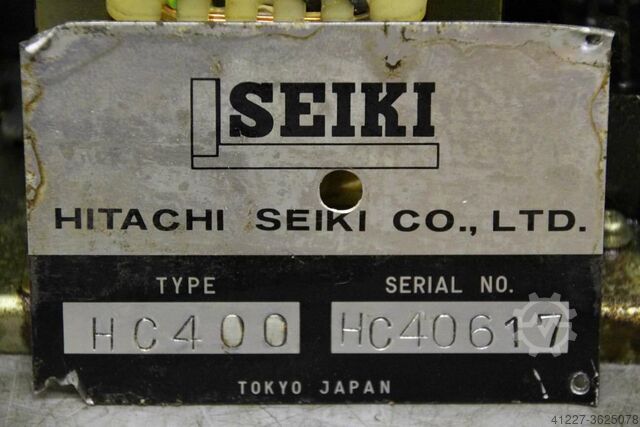 SEIKI
HITACHI SEIKI CO., LTD.
TYPE SERIAL NO.
HC400 HC40617
TOKYO JAPAN
41227-3625078